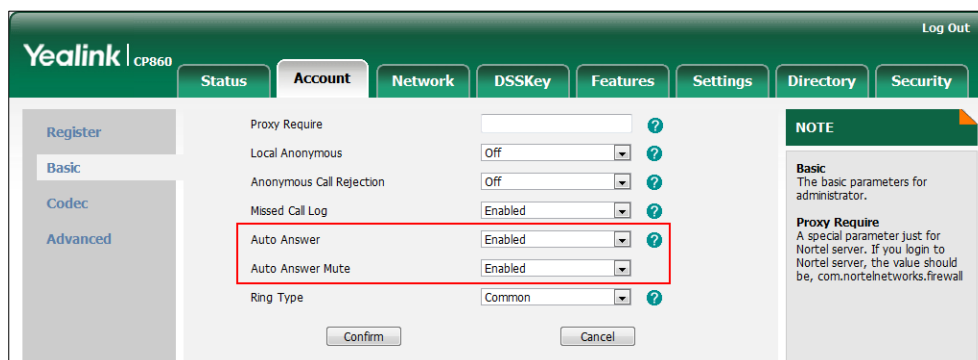 Log Out
Yealink CP860
Status Account Network DSSKey Features Settings Directory Security
Register
Basic
Codec
Advanced
Proxy Require ?
Local Anonymous Off ?
Anonymous Call Rejection Off ?
Missed Call Log Enabled ?
Auto Answer Enabled ?
Auto Answer Mute Enabled
Ring Type Common ?
Confirm Cancel
NOTE
Basic
The basic parameters for
administrator.
Proxy Require
A special parameter just for
Nortel server. If you login to
Nortel server, the value should
be, com.nortelnetworks.firewall